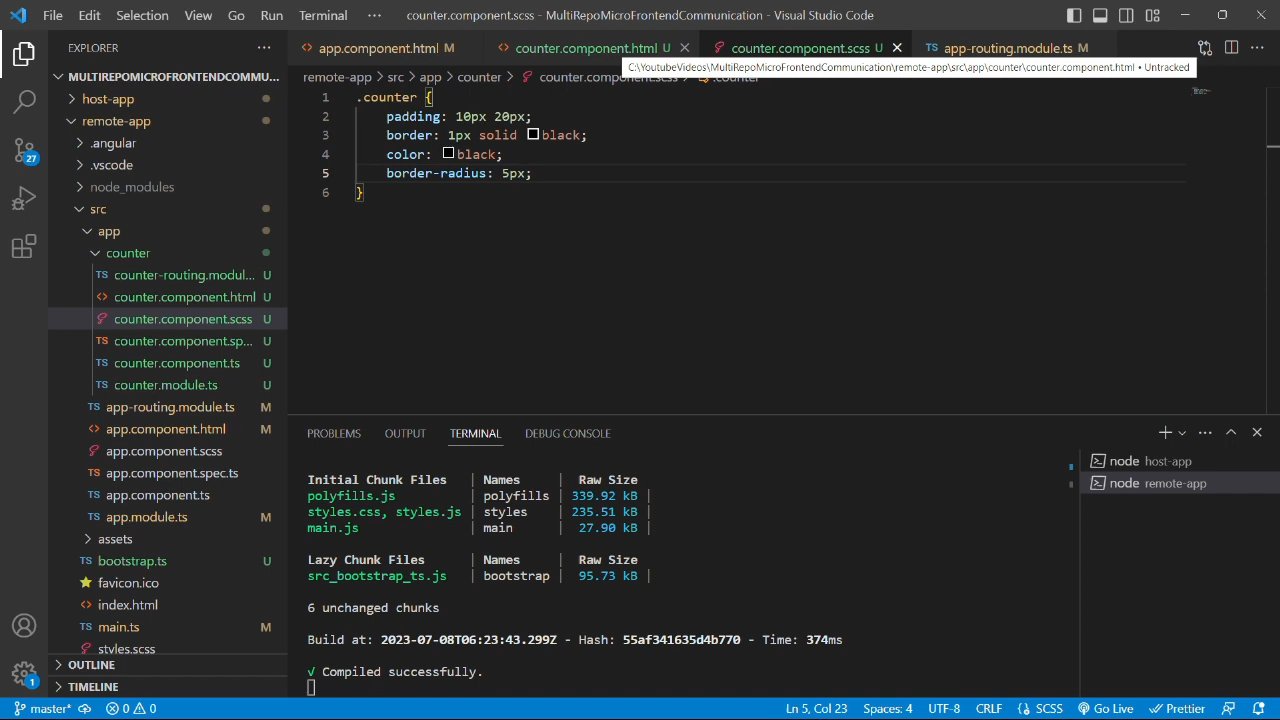 File Edit Selection View Go Run Terminal ··· counter.component.scss - MultiRepoMicroFrontendCommunication - Visual Studio Code
EXPLORER ···
MULTIREPOMICROFRONTENDCOMMU...
host-app
remote-app
.angular
.vscode
node_modules
src
app
counter
counter-routing.modul... U
counter.component.html U
counter.component.scss U
counter.component.sp... U
counter.component.ts U
counter.module.ts U
app-routing.module.ts M
app.component.html M
app.component.scss
app.component.spec.ts
app.component.ts
app.module.ts M
assets
bootstrap.ts U
favicon.ico
index.html
main.ts M
styles.scss
OUTLINE
TIMELINE
27
1
app.component.html M counter.component.html U counter.component.scss U app-routing.module.ts M ···
C:\YoutubeVideos\MultiRepoMicroFrontendCommunication\remote-app\src\app\counter\counter.component.html • Untracked
remote-app > src > app > counter > counter.component.scss > .counter
1 .counter {
2 padding: 10px 20px;
3 border: 1px solid black;
4 color: black;
5 border-radius: 5px;
6 }
PROBLEMS OUTPUT TERMINAL DEBUG CONSOLE
node host-app
node remote-app
Initial Chunk Files | Names | Raw Size
polyfills.js | polyfills | 339.92 kB |
styles.css, styles.js | styles | 235.51 kB |
main.js | main | 27.90 kB |
Lazy Chunk Files | Names | Raw Size
src_bootstrap_ts.js | bootstrap | 95.73 kB |
6 unchanged chunks
Build at: 2023-07-08T06:23:43.299Z - Hash: 55af341635d4b770 - Time: 374ms
√ Compiled successfully.
master* 0 0 Ln 5, Col 23 Spaces: 4 UTF-8 CRLF SCSS Go Live Prettier